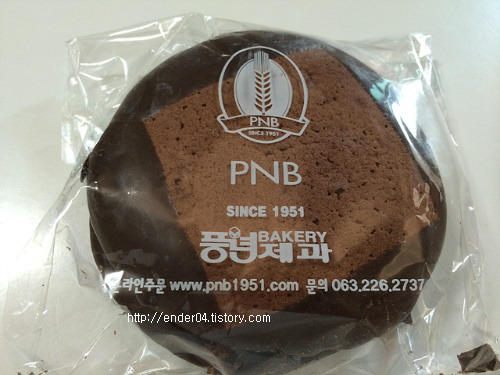 PNB
SINCE 1951
PNB
SINCE 1951
BAKERY
풍년제과
라인주문 www.pnb1951.com 문의 063.226.2737
http://ender04.tistory.com